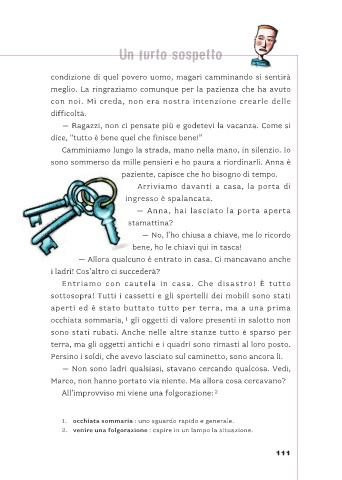 Un furto sospetto
condizione di quel povero uomo, magari camminando si sentirà
meglio. La ringraziamo comunque per la pazienza che ha avuto
con noi. Mi creda, non era nostra intenzione crearle delle
difficoltà.
— Ragazzi, non ci pensate più e godetevi la vacanza. Come si
dice, “tutto è bene quel che finisce bene!”
Camminiamo lungo la strada, mano nella mano, in silenzio. Io
sono sommerso da mille pensieri e ho paura a riordinarli. Anna è
paziente, capisce che ho bisogno di tempo.
Arriviamo davanti a casa, la porta di
ingresso è spalancata.
— Anna, hai lasciato la porta aperta
stamattina?
— No, l’ho chiusa a chiave, me lo ricordo
bene, ho le chiavi qui in tasca!
— Allora qualcuno è entrato in casa. Ci mancavano anche
i ladri! Cos’altro ci succederà?
Entriamo con cautela in casa. Che disastro! È tutto
sottosopra! Tutti i cassetti e gli sportelli dei mobili sono stati
aperti ed è stato buttato tutto per terra, ma a una prima
occhiata sommaria,1 gli oggetti di valore presenti in salotto non
sono stati rubati. Anche nelle altre stanze tutto è sparso per
terra, ma gli oggetti antichi e i quadri sono rimasti al loro posto.
Persino i soldi, che avevo lasciato sul caminetto, sono ancora lì.
— Non sono ladri qualsiasi, stavano cercando qualcosa. Vedi,
Marco, non hanno portato via niente. Ma allora cosa cercavano?
All’improvviso mi viene una folgorazione:2
1. occhiata sommaria : uno sguardo rapido e generale.
2. venire una folgorazione : capire in un lampo la situazione.
111